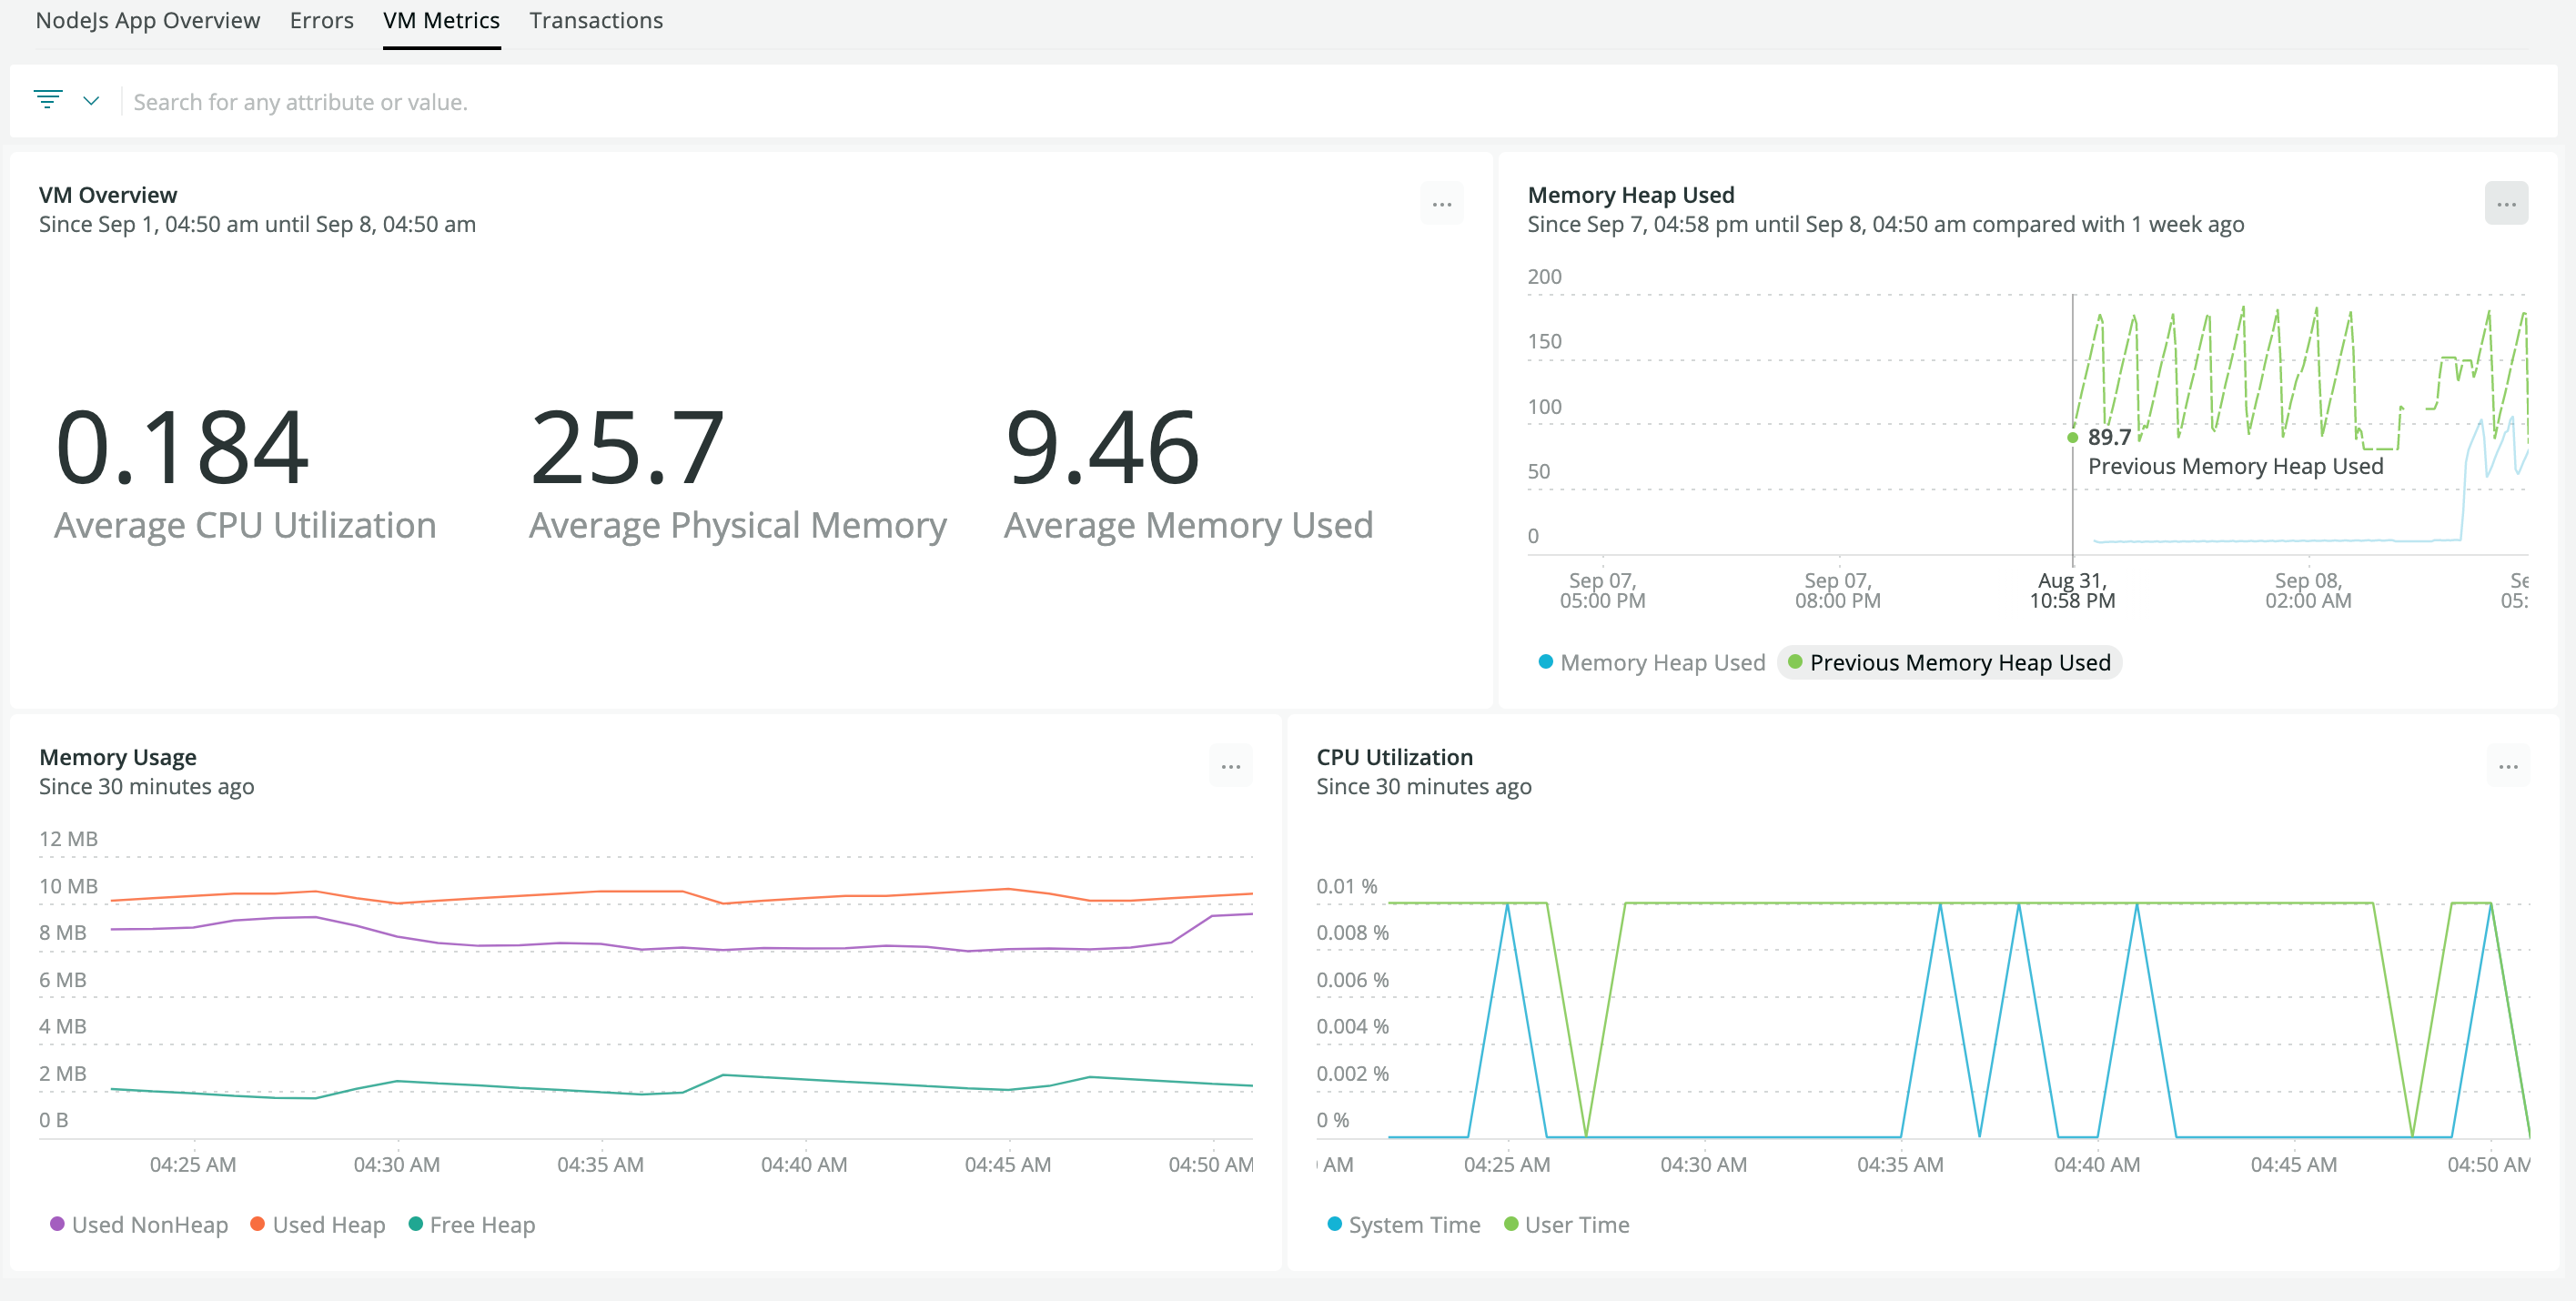 NodeJs App Overview Errors VM Metrics Transactions
Search for any attribute or value.
VM Overview
Since Sep 1, 04:50 am until Sep 8, 04:50 am
...
0.184
Average CPU Utilization
25.7
Average Physical Memory
9.46
Average Memory Used
Memory Heap Used
Since Sep 7, 04:58 pm until Sep 8, 04:50 am compared with 1 week ago
...
200
150
100
50
0
89.7
Previous Memory Heap Used
Sep 07,
05:00 PM
Sep 07,
08:00 PM
Aug 31,
10:58 PM
Sep 08,
02:00 AM
Se
05:
Memory Heap Used Previous Memory Heap Used
Memory Usage
Since 30 minutes ago
...
12 MB
10 MB
8 MB
6 MB
4 MB
2 MB
0 B
04:25 AM 04:30 AM 04:35 AM 04:40 AM 04:45 AM 04:50 AM
Used NonHeap Used Heap Free Heap
CPU Utilization
Since 30 minutes ago
...
0.01 %
0.008 %
0.006 %
0.004 %
0.002 %
0 %
AM 04:25 AM 04:30 AM 04:35 AM 04:40 AM 04:45 AM 04:50 AM
System Time User Time